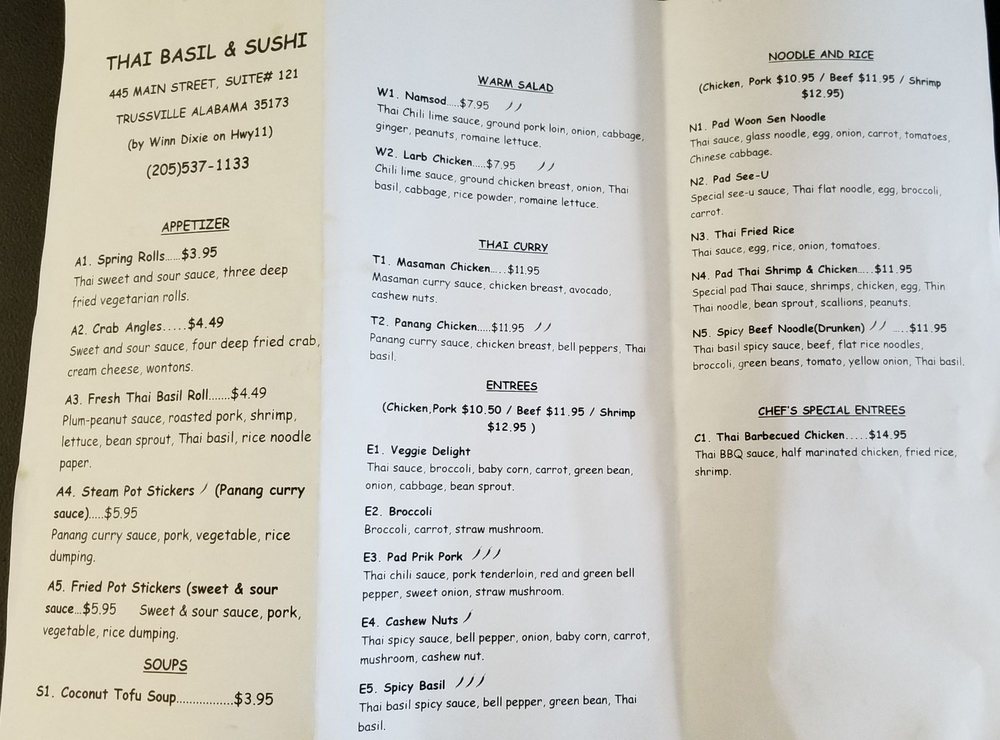 THAI BASIL & SUSHI
445 MAIN STREET, SUITE# 121
TRUSSVILLE ALABAMA 35173
(by Winn Dixie on Hwy11)
(205)537-1133
APPETIZER
A1. Spring Rolls......$3.95
Thai sweet and sour sauce, three deep
fried vegetarian rolls.
A2. Crab Angles.....$4.49
Sweet and sour sauce, four deep fried crab,
cream cheese, wontons.
A3. Fresh Thai Basil Roll.......$4.49
Plum-peanut sauce, roasted pork, shrimp,
lettuce, bean sprout, Thai basil, rice noodle
paper.
A4. Steam Pot Stickers (Panang curry
sauce).....$5.95
Panang curry sauce, pork, vegetable, rice
dumping.
A5. Fried Pot Stickers (sweet & sour
sauce...$5.95 Sweet & sour sauce, pork,
vegetable, rice dumping.
SOUPS
S1. Coconut Tofu Soup.................$3.95
WARM SALAD
W1. Namsod.....$7.95
Thai Chili lime sauce, ground pork loin, onion, cabbage,
ginger, peanuts, romaine lettuce.
W2. Larb Chicken.....$7.95
Chili lime sauce, ground chicken breast, onion, Thai
basil, cabbage, rice powder, romaine lettuce.
THAI CURRY
T1. Masaman Chicken.....$11.95
Masaman curry sauce, chicken breast, avocado,
cashew nuts.
T2. Panang Chicken.....$11.95
Panang curry sauce, chicken breast, bell peppers, Thai
basil.
ENTREES
(Chicken,Pork $10.50 / Beef $11.95 / Shrimp
$12.95 )
E1. Veggie Delight
Thai sauce, broccoli, baby corn, carrot, green bean,
onion, cabbage, bean sprout.
E2. Broccoli
Broccoli, carrot, straw mushroom.
E3. Pad Prik Pork
Thai chili sauce, pork tenderloin, red and green bell
pepper, sweet onion, straw mushroom.
E4. Cashew Nuts
Thai spicy sauce, bell pepper, onion, baby corn, carrot,
mushroom, cashew nut.
E5. Spicy Basil
Thai basil spicy sauce, bell pepper, green bean, Thai
basil.
NOODLE AND RICE
(Chicken, Pork $10.95 / Beef $11.95 / Shrimp
$12.95)
N1. Pad Woon Sen Noodle
Thai sauce, glass noodle, egg, onion, carrot, tomatoes,
Chinese cabbage.
N2. Pad See-U
Special see-u sauce, Thai flat noodle, egg, broccoli,
carrot.
N3. Thai Fried Rice
Thai sauce, egg, rice, onion, tomatoes.
N4. Pad Thai Shrimp & Chicken....$11.95
Special pad Thai sauce, shrimps, chicken, egg, Thin
Thai noodle, bean sprout, scallions, peanuts.
N5. Spicy Beef Noodle(Drunken) ....$11.95
Thai basil spicy sauce, beef, flat rice noodles,
broccoli, green beans, tomato, yellow onion, Thai basil.
CHEF'S SPECIAL ENTREES
C1. Thai Barbecued Chicken.....$14.95
Thai BBQ sauce, half marinated chicken, fried rice,
shrimp.